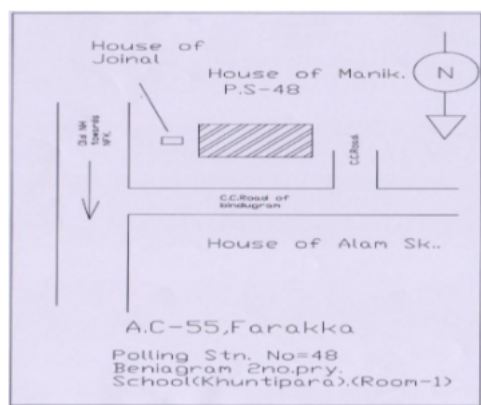 House of
Joinal
House of Manik.
P.S-48
N
Old NH
towards
NFK.
C.C.Road
C.C.Road of
bindugram
House of Alam Sk..
A.C-55,Farakka
Polling Stn. No=48
Beniagram 2no.pry.
School(Khuntipara).(Room-1)